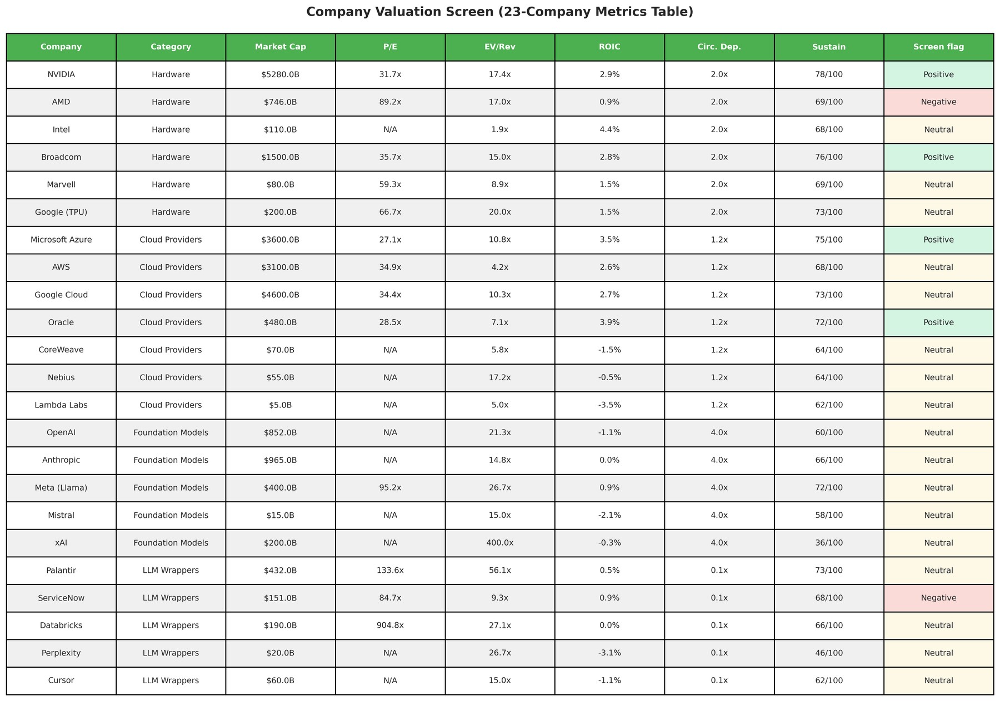 Company Valuation Screen (23-Company Metrics Table)
Company Category Market Cap P/E EV/Rev ROIC Circ. Dep. Sustain Screen flag
NVIDIA Hardware $5280.0B 31.7x 17.4x 2.9% 2.0x 78/100 Positive
AMD Hardware $746.0B 89.2x 17.0x 0.9% 2.0x 69/100 Negative
Intel Hardware $110.0B N/A 1.9x 4.4% 2.0x 68/100 Neutral
Broadcom Hardware $1500.0B 35.7x 15.0x 2.8% 2.0x 76/100 Positive
Marvell Hardware $80.0B 59.3x 8.9x 1.5% 2.0x 69/100 Neutral
Google (TPU) Hardware $200.0B 66.7x 20.0x 1.5% 2.0x 73/100 Neutral
Microsoft Azure Cloud Providers $3600.0B 27.1x 10.8x 3.5% 1.2x 75/100 Positive
AWS Cloud Providers $3100.0B 34.9x 4.2x 2.6% 1.2x 68/100 Neutral
Google Cloud Cloud Providers $4600.0B 34.4x 10.3x 2.7% 1.2x 73/100 Neutral
Oracle Cloud Providers $480.0B 28.5x 7.1x 3.9% 1.2x 72/100 Positive
CoreWeave Cloud Providers $70.0B N/A 5.8x -1.5% 1.2x 64/100 Neutral
Nebius Cloud Providers $55.0B N/A 17.2x -0.5% 1.2x 64/100 Neutral
Lambda Labs Cloud Providers $5.0B N/A 5.0x -3.5% 1.2x 62/100 Neutral
OpenAI Foundation Models $852.0B N/A 21.3x -1.1% 4.0x 60/100 Neutral
Anthropic Foundation Models $965.0B N/A 14.8x 0.0% 4.0x 66/100 Neutral
Meta (Llama) Foundation Models $400.0B 95.2x 26.7x 0.9% 4.0x 72/100 Neutral
Mistral Foundation Models $15.0B N/A 15.0x -2.1% 4.0x 58/100 Neutral
xAI Foundation Models $200.0B N/A 400.0x -0.3% 4.0x 36/100 Neutral
Palantir LLM Wrappers $432.0B 133.6x 56.1x 0.5% 0.1x 73/100 Neutral
ServiceNow LLM Wrappers $151.0B 84.7x 9.3x 0.9% 0.1x 68/100 Negative
Databricks LLM Wrappers $190.0B 904.8x 27.1x 0.0% 0.1x 66/100 Neutral
Perplexity LLM Wrappers $20.0B N/A 26.7x -3.1% 0.1x 46/100 Neutral
Cursor LLM Wrappers $60.0B N/A 15.0x -1.1% 0.1x 62/100 Neutral